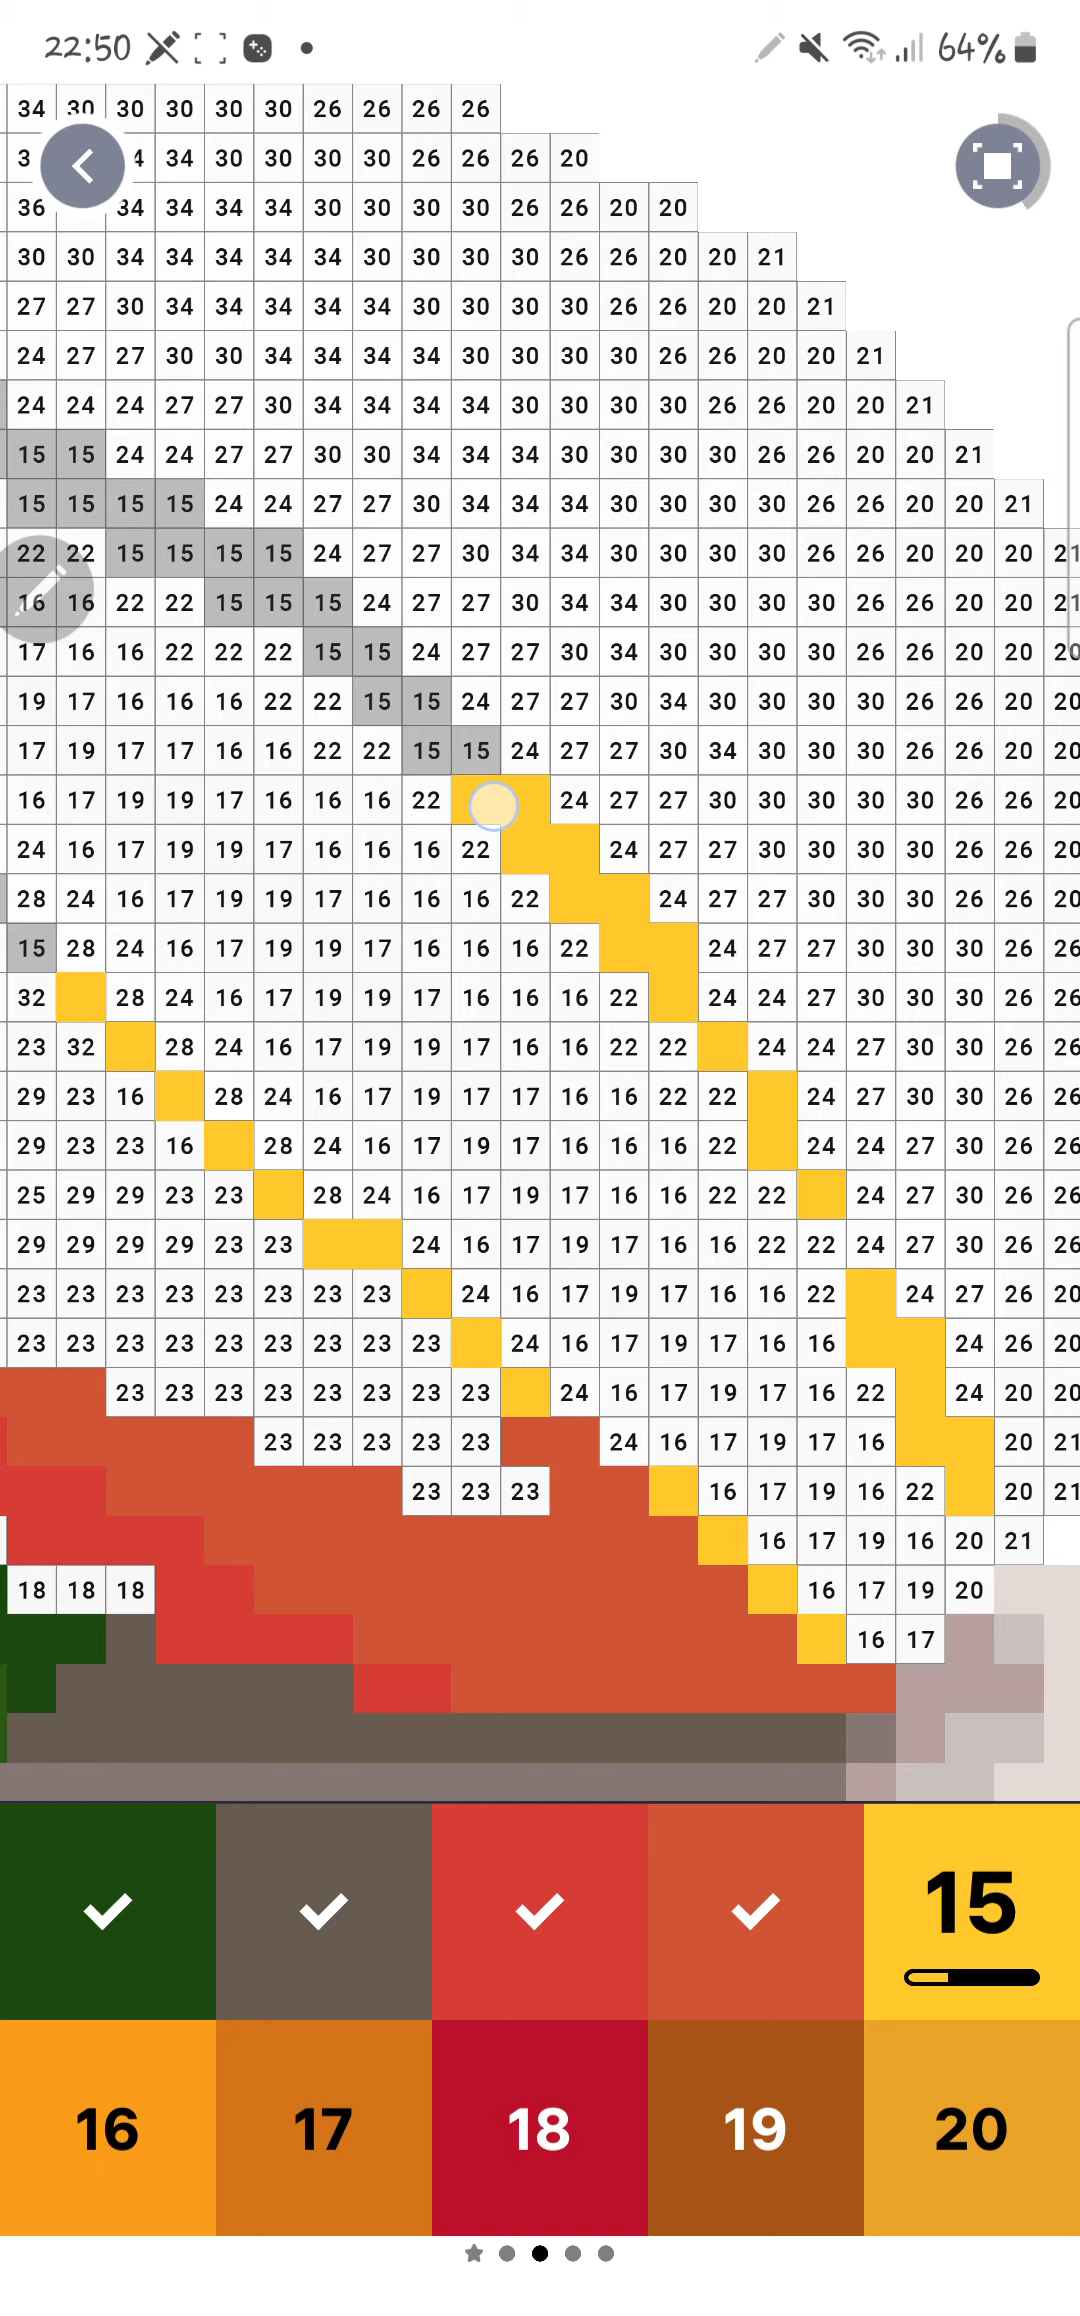 22:50 64%
34 30 30 30 30 30 26 26 26 26
3 4 34 30 30 30 30 26 26 26 20
36 34 34 34 34 30 30 30 30 26 26 20 20
30 30 34 34 34 34 34 30 30 30 30 26 26 20 20 21
27 27 30 34 34 34 34 34 30 30 30 30 26 26 20 20 21
24 27 27 30 30 34 34 34 34 30 30 30 30 26 26 20 20 21
24 24 24 27 27 30 34 34 34 34 30 30 30 30 26 26 20 20 21
15 15 24 24 27 27 30 30 34 34 34 30 30 30 30 26 26 20 20 21
15 15 15 15 24 24 27 27 30 34 34 34 30 30 30 30 26 26 20 20 21
22 22 15 15 15 15 24 27 27 30 34 34 30 30 30 30 26 26 20 20 20 21
16 16 22 22 15 15 15 24 27 27 30 34 34 30 30 30 30 26 26 20 20 21
17 16 16 22 22 22 15 15 24 27 27 30 34 30 30 30 30 26 26 20 20 20
19 17 16 16 16 22 22 15 15 24 27 27 30 34 30 30 30 30 26 26 20 20
17 19 17 17 16 16 22 22 15 15 24 27 27 30 34 30 30 30 26 26 20 20
16 17 19 19 17 16 16 16 22 24 27 27 30 30 30 30 30 26 26 20
24 16 17 19 19 17 16 16 16 22 24 27 27 30 30 30 30 26 26 20
28 24 16 17 19 19 17 16 16 16 22 24 27 27 30 30 30 26 26 20
15 28 24 16 17 19 19 17 16 16 16 22 24 27 27 30 30 30 26 26
32 28 24 16 17 19 19 17 16 16 16 22 24 24 27 30 30 30 26 26
23 32 28 24 16 17 19 19 17 16 16 22 22 24 24 27 30 30 26 26
29 23 16 28 24 16 17 19 17 17 16 16 22 22 24 27 30 30 26 26
29 23 23 16 28 24 16 17 19 17 16 16 16 22 24 24 27 30 26 26
25 29 29 23 23 28 24 16 17 19 17 16 16 22 22 24 27 30 26 26
29 29 29 29 23 23 24 16 17 19 17 16 16 22 22 24 27 30 26 26
23 23 23 23 23 23 23 23 24 16 17 19 17 16 16 22 24 27 26 20
23 23 23 23 23 23 23 23 23 24 16 17 19 17 16 16 24 26 20
23 23 23 23 23 23 23 23 24 16 17 19 17 16 22 24 20 20
23 23 23 23 23 24 16 17 19 17 16 20 21
23 23 23 16 17 19 16 22 20 21
16 17 19 16 20 21
18 18 18 16 17 19 20
16 17
15
16 17 18 19 20